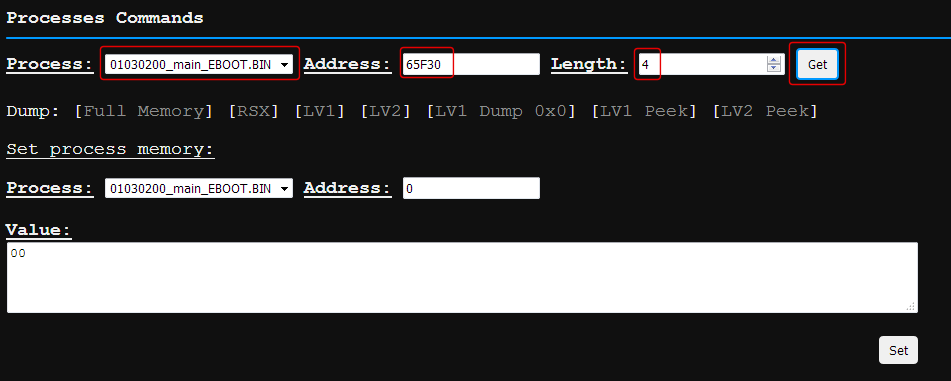 Processes Commands
Process: 01030200_main_EBOOT.BIN Address: 65F30 Length: 4 Get
Dump: [Full Memory] [RSX] [LV1] [LV2] [LV1 Dump 0x0] [LV1 Peek] [LV2 Peek]
Set process memory:
Process: 01030200_main_EBOOT.BIN Address: 0
Value:
00
Set